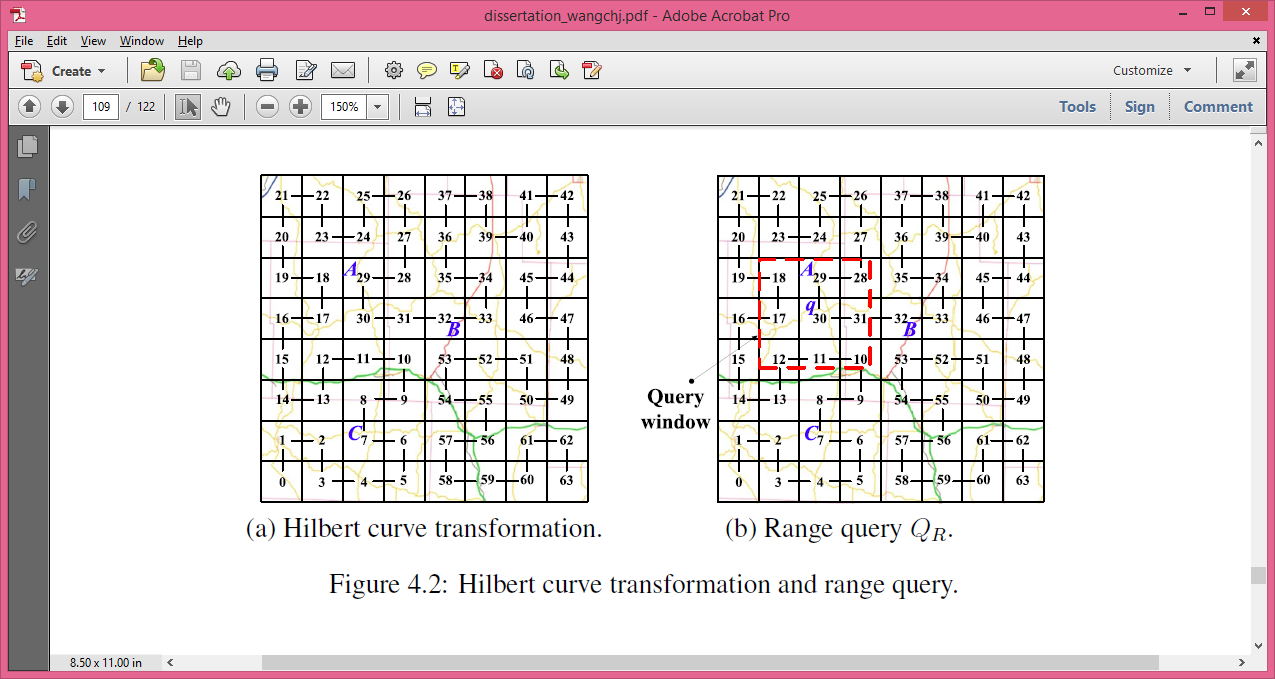 dissertation_wangchj.pdf - Adobe Acrobat Pro
File Edit View Window Help
Create Customize
109 / 122 150% Tools Sign Comment
21 22 25 26 37 38 41 42
20 23 24 27 36 39 40 43
19 18 A 29 28 35 34 45 44
16 17 30 31 32 B 33 46 47
15 12 11 10 53 52 51 48
14 13 8 9 54 55 50 49
1 2 C 7 6 57 56 61 62
0 3 4 5 58 59 60 63
(a) Hilbert curve transformation.
21 22 25 26 37 38 41 42
20 23 24 27 36 39 40 43
19 18 A 29 28 35 34 45 44
16 17 q 30 31 32 B 33 46 47
15 12 11 10 53 52 51 48
14 13 8 9 54 55 50 49
1 2 C 7 6 57 56 61 62
0 3 4 5 58 59 60 63
Query
window
(b) Range query QR.
Figure 4.2: Hilbert curve transformation and range query.
8.50 x 11.00 in